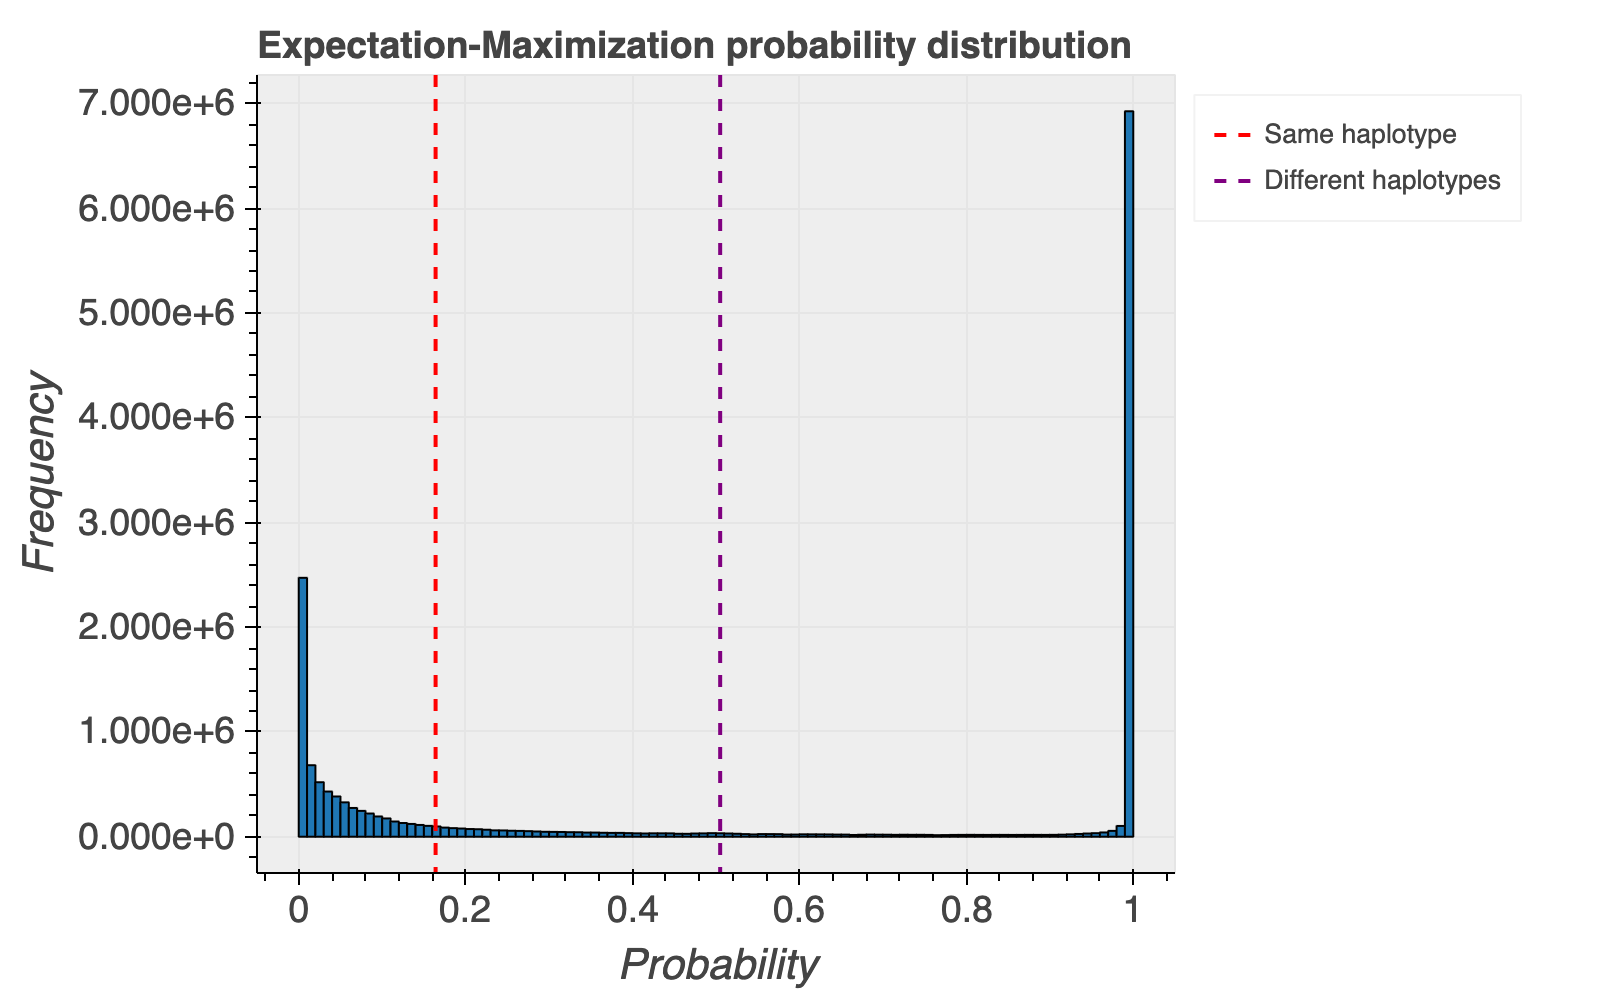 Expectation-Maximization probability distribution
7.000e+6
6.000e+6
5.000e+6
4.000e+6
3.000e+6
2.000e+6
1.000e+6
0.000e+0
Frequency
0 0.2 0.4 0.6 0.8 1
Probability
Same haplotype
Different haplotypes